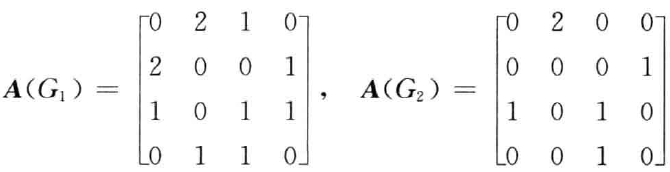 A(G₁) = [0 2 1 0
2 0 0 1
1 0 1 1
0 1 1 0], A(G₂) = [0 2 0 0
0 0 0 1
1 0 1 0
0 0 1 0]